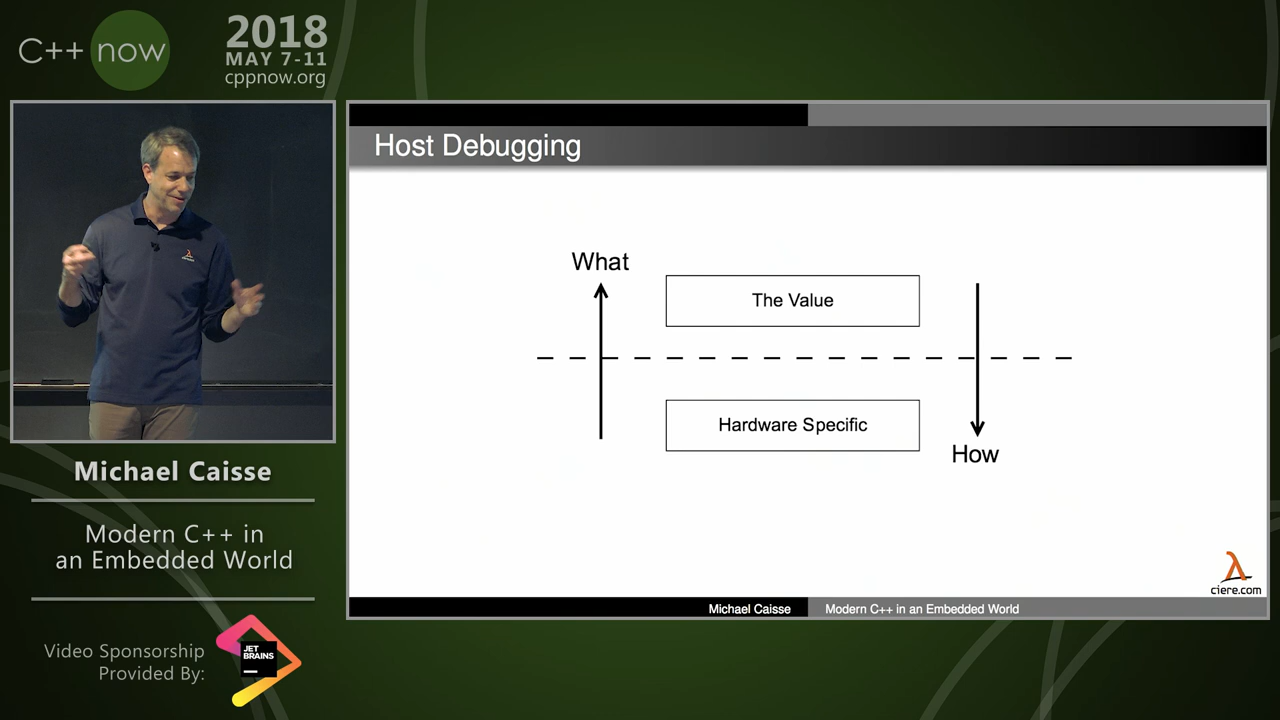 C++ now
2018
MAY 7-11
cppnow.org
Host Debugging
What
The Value
Hardware Specific
How
ciere.com
Michael Caisse
Modern C++ in an Embedded World
Michael Caisse
Modern C++ in
an Embedded World
Video Sponsorship
Provided By:
JET
BRAINS